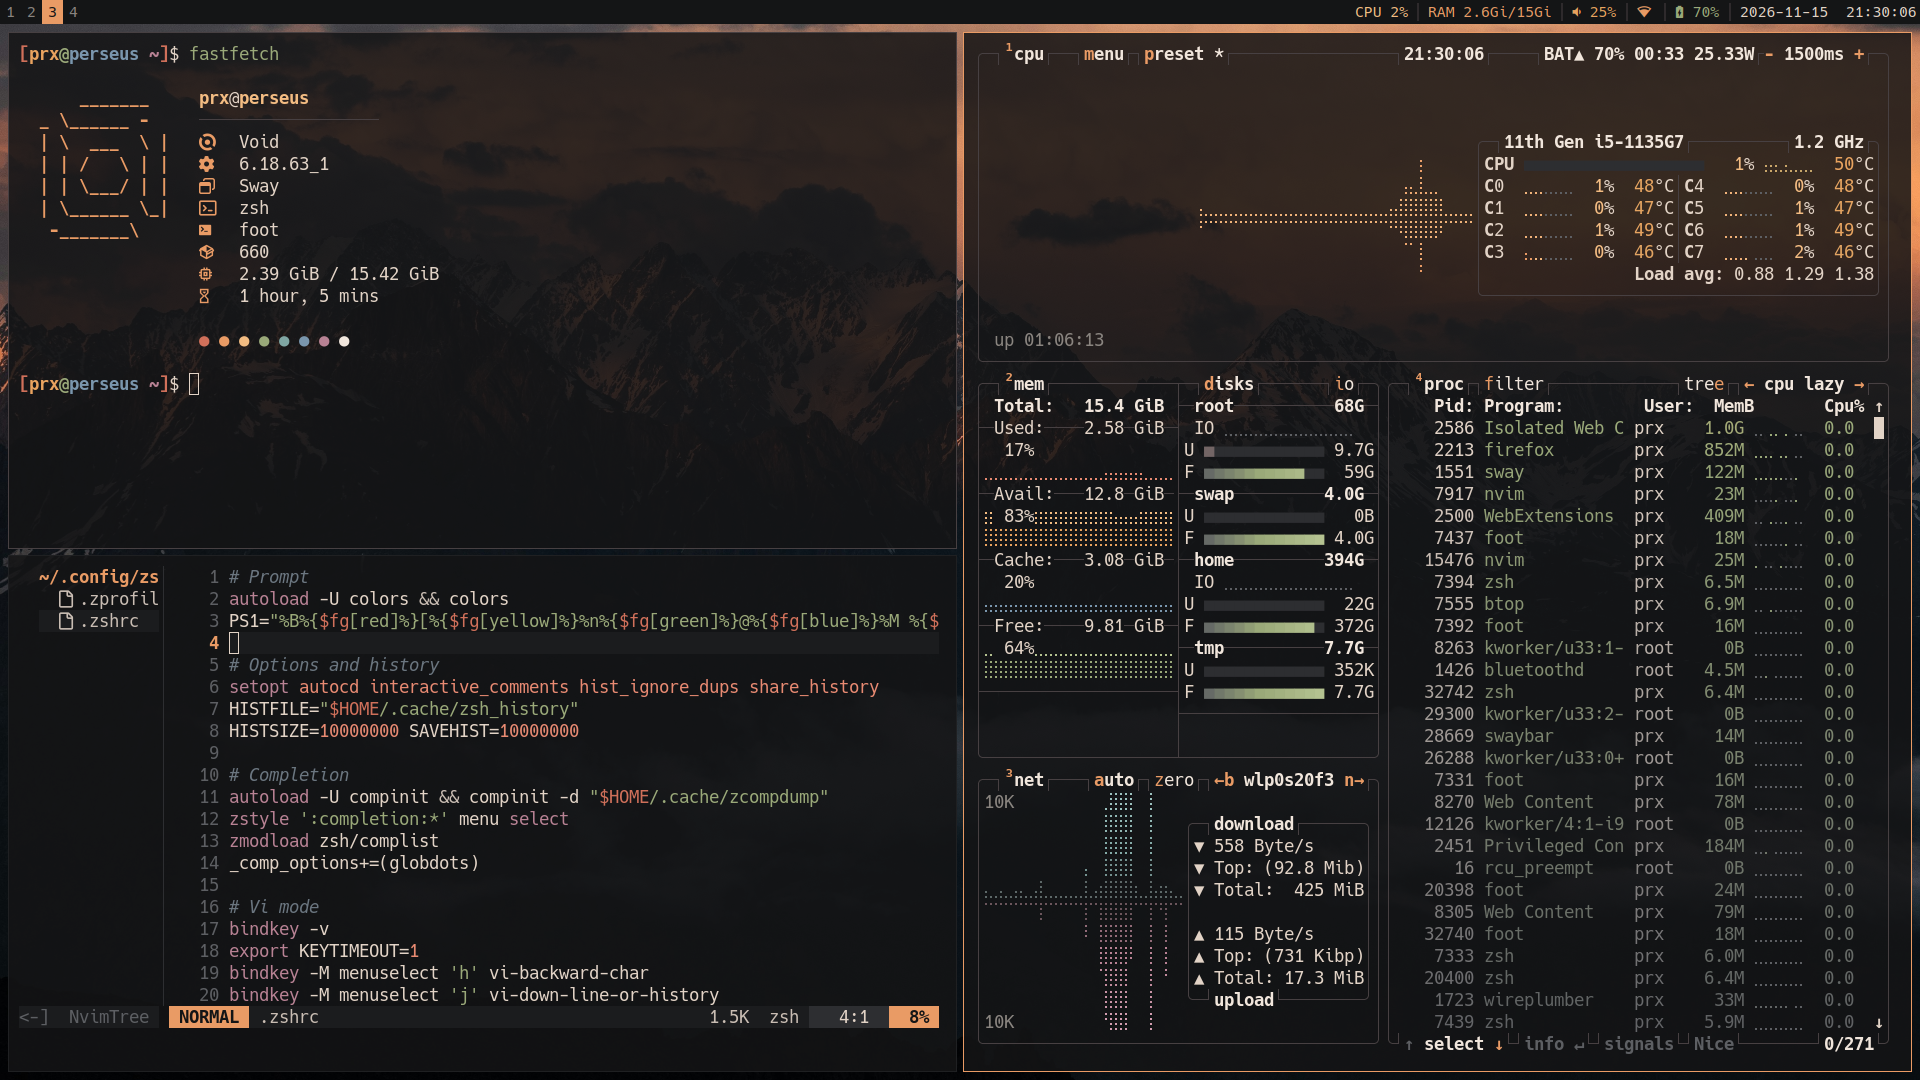 1 2 3 4
CPU 2% RAM 2.6Gi/15Gi 25% 70% 2026-11-15 21:30:06
[prx@perseus ~]$ fastfetch
prx@perseus
Void
6.18.63_1
Sway
zsh
foot
660
2.39 GiB / 15.42 GiB
1 hour, 5 mins
[prx@perseus ~]$
~/.config/zs
.zprofil
.zshrc
1 # Prompt
2 autoload -U colors && colors
3 PS1="%B%{$fg[red]%}[%{$fg[yellow]%}%n%{$fg[green]%}@%{$fg[blue]%}%M %{$
4
5 # Options and history
6 setopt autocd interactive_comments hist_ignore_dups share_history
7 HISTFILE="$HOME/.cache/zsh_history"
8 HISTSIZE=10000000 SAVEHIST=10000000
9
10 # Completion
11 autoload -U compinit && compinit -d "$HOME/.cache/zcompdump"
12 zstyle ':completion:*' menu select
13 zmodload zsh/complist
14 _comp_options+=(globdots)
15
16 # Vi mode
17 bindkey -v
18 export KEYTIMEOUT=1
19 bindkey -M menuselect 'h' vi-backward-char
20 bindkey -M menuselect 'j' vi-down-line-or-history
<-] NvimTree NORMAL .zshrc 1.5K zsh 4:1 8%
1cpu menu preset * 21:30:06 BAT▲ 70% 00:33 25.33W - 1500ms +
11th Gen i5-1135G7 1.2 GHz
CPU 1% 50°C
C0 1% 48°C C4 0% 48°C
C1 0% 47°C C5 1% 47°C
C2 1% 49°C C6 1% 49°C
C3 0% 46°C C7 2% 46°C
Load avg: 0.88 1.29 1.38
up 01:06:13
2mem
Total: 15.4 GiB
Used: 2.58 GiB
17%
Avail: 12.8 GiB
83%
Cache: 3.08 GiB
20%
Free: 9.81 GiB
64%
disks io
root 68G
IO
U 9.7G
F 59G
swap 4.0G
U 0B
F 4.0G
home 394G
IO
U 22G
F 372G
tmp 7.7G
U 352K
F 7.7G
3net auto zero ←b wlp0s20f3 n→
10K
download
▼ 558 Byte/s
▼ Top: (92.8 Mib)
▼ Total: 425 MiB
▲ 115 Byte/s
▲ Top: (731 Kibp)
▲ Total: 17.3 MiB
upload
10K
4proc filter tree ← cpu lazy →
Pid: Program: User: MemB Cpu% ↑
2586 Isolated Web C prx 1.0G 0.0
2213 firefox prx 852M 0.0
1551 sway prx 122M 0.0
7917 nvim prx 23M 0.0
2500 WebExtensions prx 409M 0.0
7437 foot prx 18M 0.0
15476 nvim prx 25M 0.0
7394 zsh prx 6.5M 0.0
7555 btop prx 6.9M 0.0
7392 foot prx 16M 0.0
8263 kworker/u33:1- root 0B 0.0
1426 bluetoothd root 4.5M 0.0
32742 zsh prx 6.4M 0.0
29300 kworker/u33:2- root 0B 0.0
28669 swaybar prx 14M 0.0
26288 kworker/u33:0+ root 0B 0.0
7331 foot prx 16M 0.0
8270 Web Content prx 78M 0.0
12126 kworker/4:1-i9 root 0B 0.0
2451 Privileged Con prx 184M 0.0
16 rcu_preempt root 0B 0.0
20398 foot prx 24M 0.0
8305 Web Content prx 79M 0.0
32740 foot prx 18M 0.0
7333 zsh prx 6.0M 0.0
20400 zsh prx 6.4M 0.0
1723 wireplumber prx 33M 0.0
7439 zsh prx 5.9M 0.0 ↓
↑ select ↓ info ↵ signals Nice 0/271